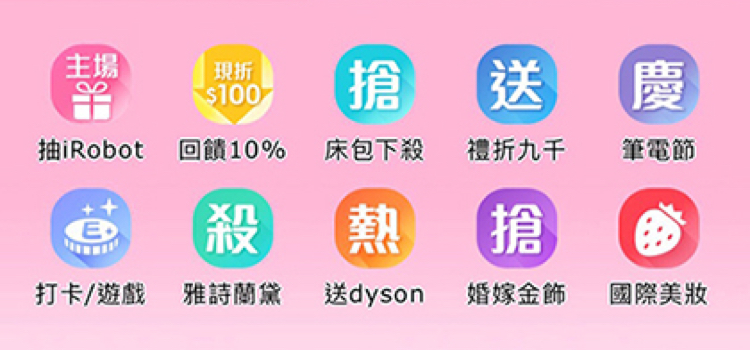 主場
現折
$100
搶
送
慶
抽iRobot
回饋10%
床包下殺
禮折九千
筆電節
殺
熱
搶
打卡/遊戲
雅詩蘭黛
送dyson
婚嫁金飾
國際美妝